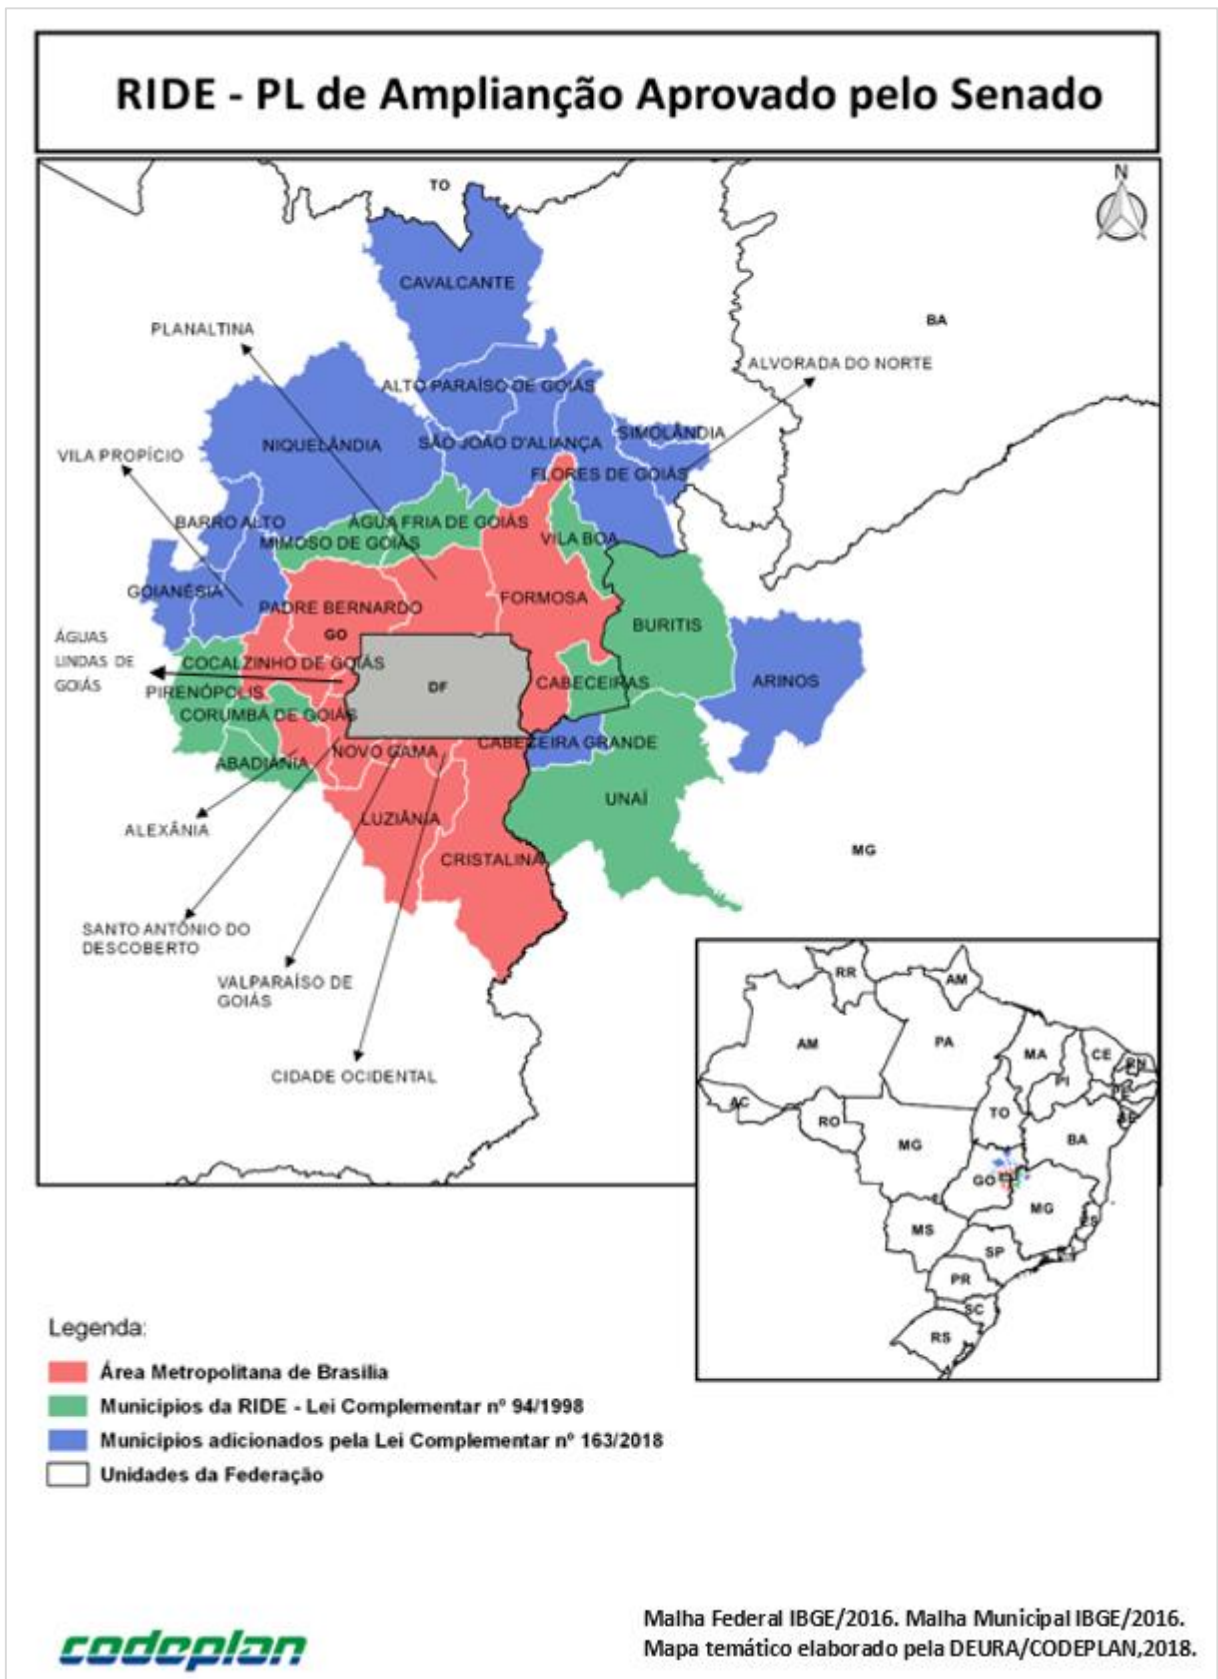 RIDE - PL de Ampliançāo Aprovado pelo Senado
TO
N
CAVALCANTE
BA
PLANALTINA
ALVORADA DO NORTE
ALTO PARAÍSO DE GOIÁS
SIMOLÂNDIA
NIQUELÂNDIA
SÃO JOÃO D'ALIANÇA
VILA PROPÍCIO
FLORES DE GOIÁS
BARRO ALTO
ÁGUA FRIA DE GOIÁS
MIMOSO DE GOIÁS
VILA BOA
GOIANÉSIA
FORMOSA
PADRE BERNARDO
BURITIS
GO
ÁGUAS
LINDAS DE
GOIÁS
COCALZINHO DE GOIÁS
DF
CABECEIRAS
ARINOS
PIRENÓPOLIS
CORUMBÁ DE GOIÁS
NOVO GAMA
CABECEIRA GRANDE
ABADIÂNIA
UNAÍ
LUZIÂNIA
ALEXÂNIA
MG
CRISTALINA
SANTO ANTÔNIO DO
DESCOBERTO
VALPARAÍSO DE
GOIÁS
CIDADE OCIDENTAL
RR
AM
AM
PA
MA
CE
RN
PI
AC
TO
RO
BA
MG
GO
MG
MS
ES
SP
PR
SC
RS
Legenda:
Área Metropolitana de Brasília
Municípios da RIDE - Lei Complementar nº 94/1998
Municípios adicionados pela Lei Complementar nº 163/2018
Unidades da Federação
codeplan
Malha Federal IBGE/2016. Malha Municipal IBGE/2016.
Mapa temático elaborado pela DEURA/CODEPLAN,2018.